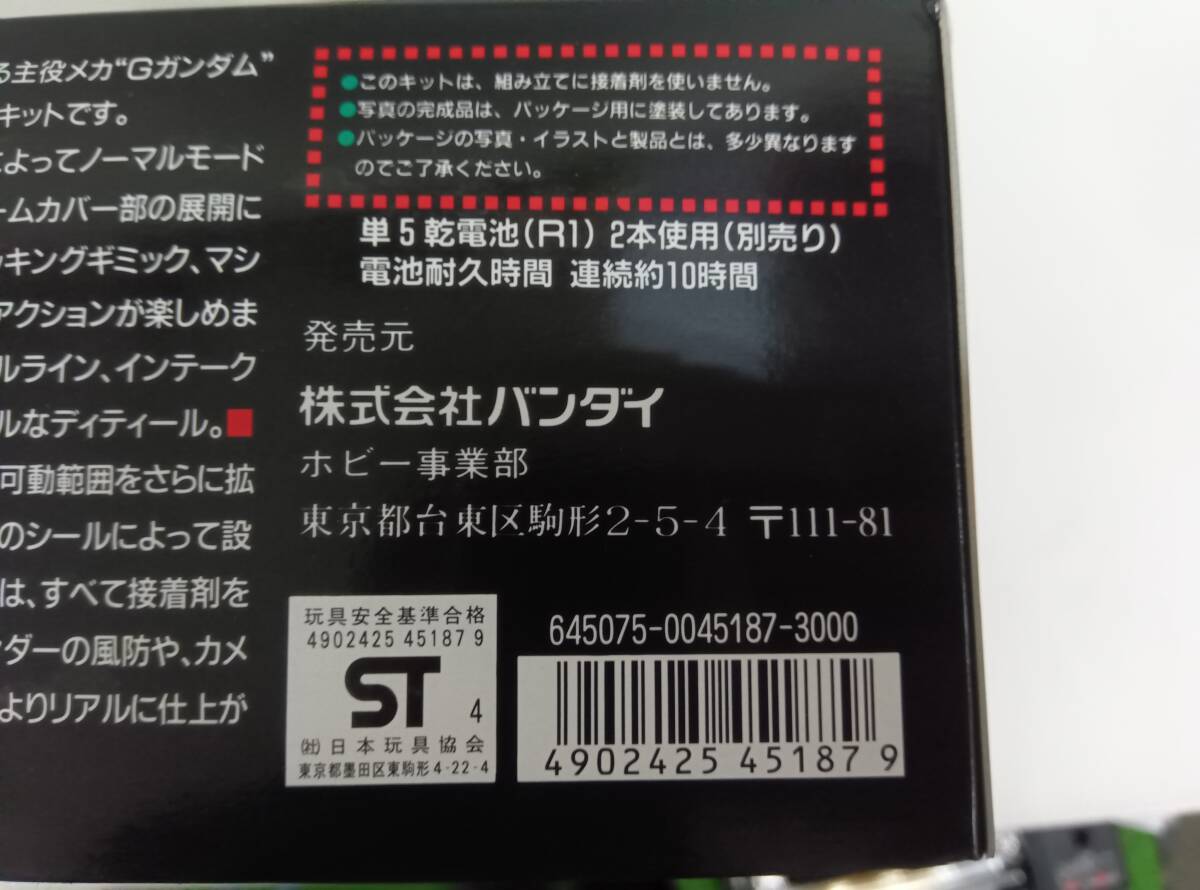 る主役メカ“Gガンダム”
キットです。
よってノーマルモード
ームカバー部の展開に
ッキングギミック、マシ
アクションが楽しめま
ルライン、インテーク
ルなディティール。■
可動範囲をさらに拡
のシールによって設
は、すべて接着剤を
ダーの風防や、カメ
よりリアルに仕上が
●このキットは、組み立てに接着剤を使いません。
●写真の完成品は、パッケージ用に塗装してあります。
●パッケージの写真・イラストと製品とは、多少異なります
のでご了承ください。
単5乾電池(R1) 2本使用(別売り)
電池耐久時間 連続約10時間
発売元
株式会社バンダイ
ホビー事業部
東京都台東区駒形2-5-4 〒111-81
玩具安全基準合格
4902425 45187 9
ST 4
㈳日本玩具協会
東京都墨田区東駒形4-22-4
645075-0045187-3000
4902425 451879